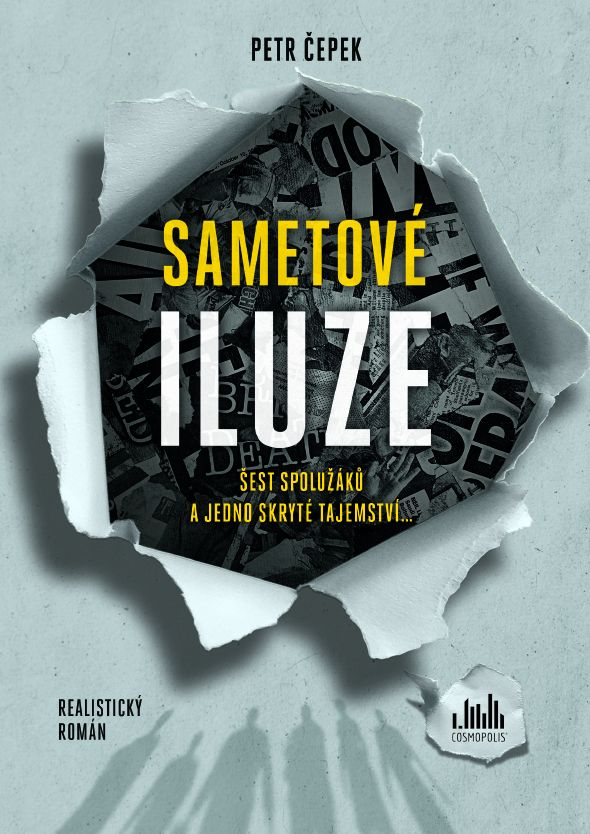 PETR ČEPEK
SAMETOVÉ
ILUZE
ŠEST SPOLUŽÁKŮ
A JEDNO SKRYTÉ TAJEMSTVÍ...
REALISTICKÝ
ROMÁN
COSMOPOLIS®